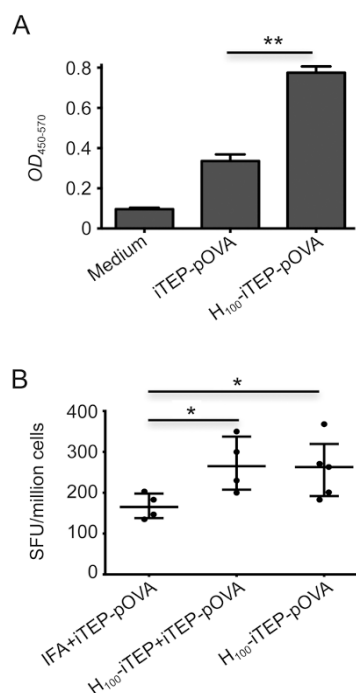 A
**
0.8
0.6
0.4
0.2
0
OD450-570
Medium
iTEP-pOVA
H100-iTEP-pOVA
B
*
*
400
300
200
100
0
SFU/million cells
IFA+iTEP-pOVA
H100-iTEP+iTEP-pOVA
H100-iTEP-pOVA